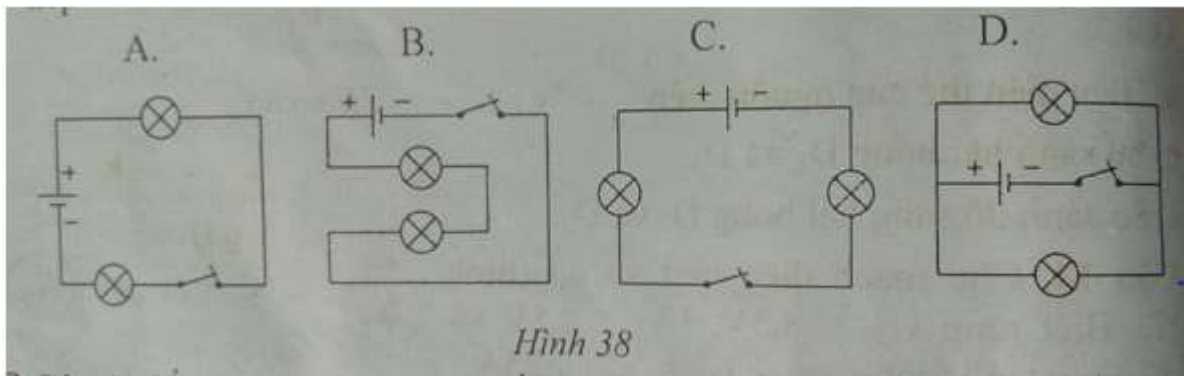 A. B. C. D.
+ - + -
+ -
+ -
Hình 38